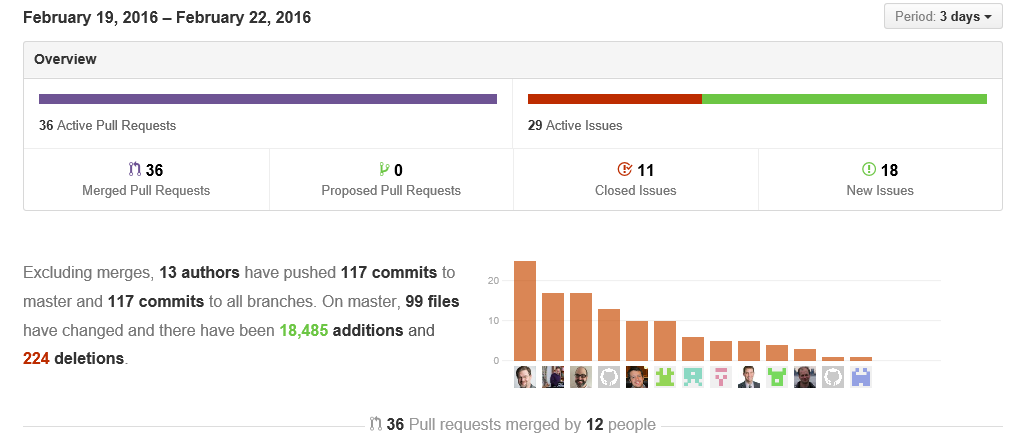 February 19, 2016 – February 22, 2016
Period: 3 days
Overview
36 Active Pull Requests
29 Active Issues
36
Merged Pull Requests
0
Proposed Pull Requests
11
Closed Issues
18
New Issues
Excluding merges, 13 authors have pushed 117 commits to
master and 117 commits to all branches. On master, 99 files
have changed and there have been 18,485 additions and
224 deletions.
20
10
0
36 Pull requests merged by 12 people